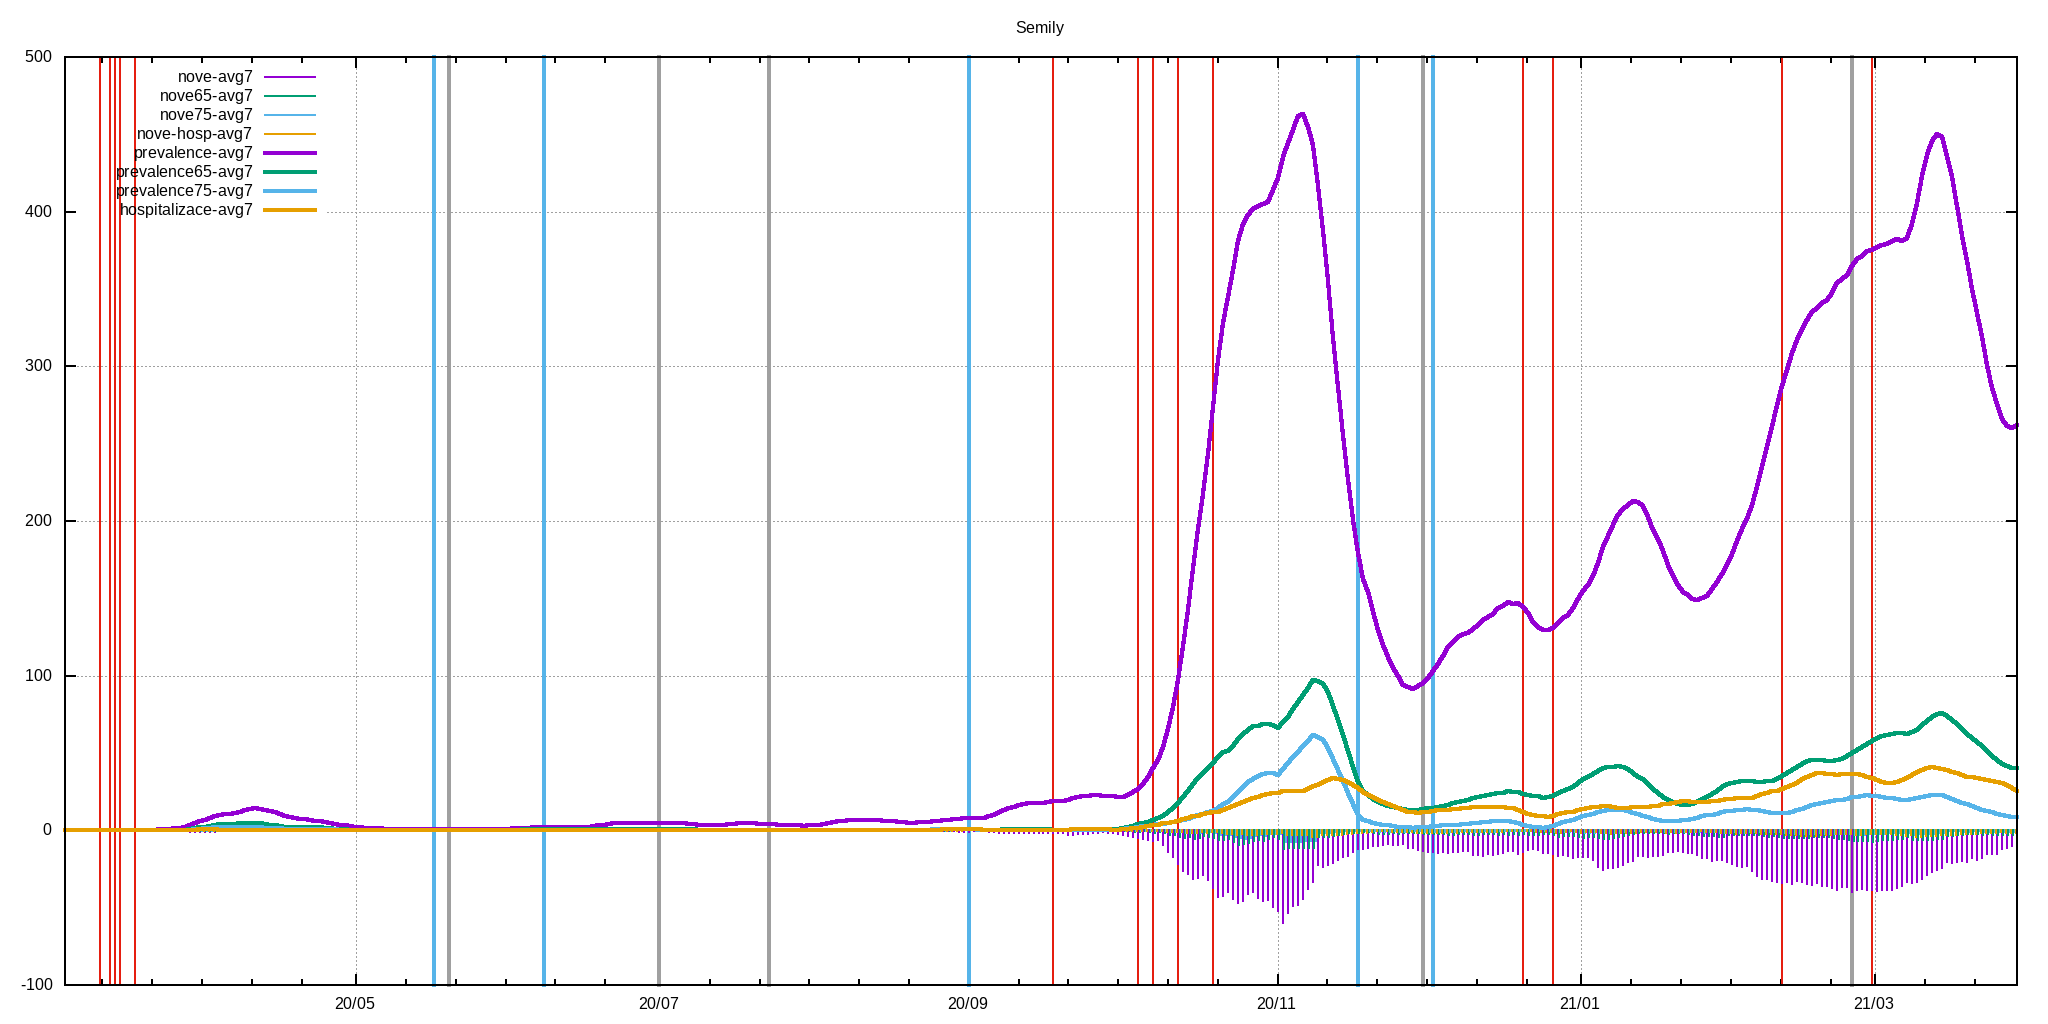 Semily
500
400
300
200
100
0
-100
nove-avg7
nove65-avg7
nove75-avg7
nove-hosp-avg7
prevalence-avg7
prevalence65-avg7
prevalence75-avg7
hospitalizace-avg7
20/05
20/07
20/09
20/11
21/01
21/03